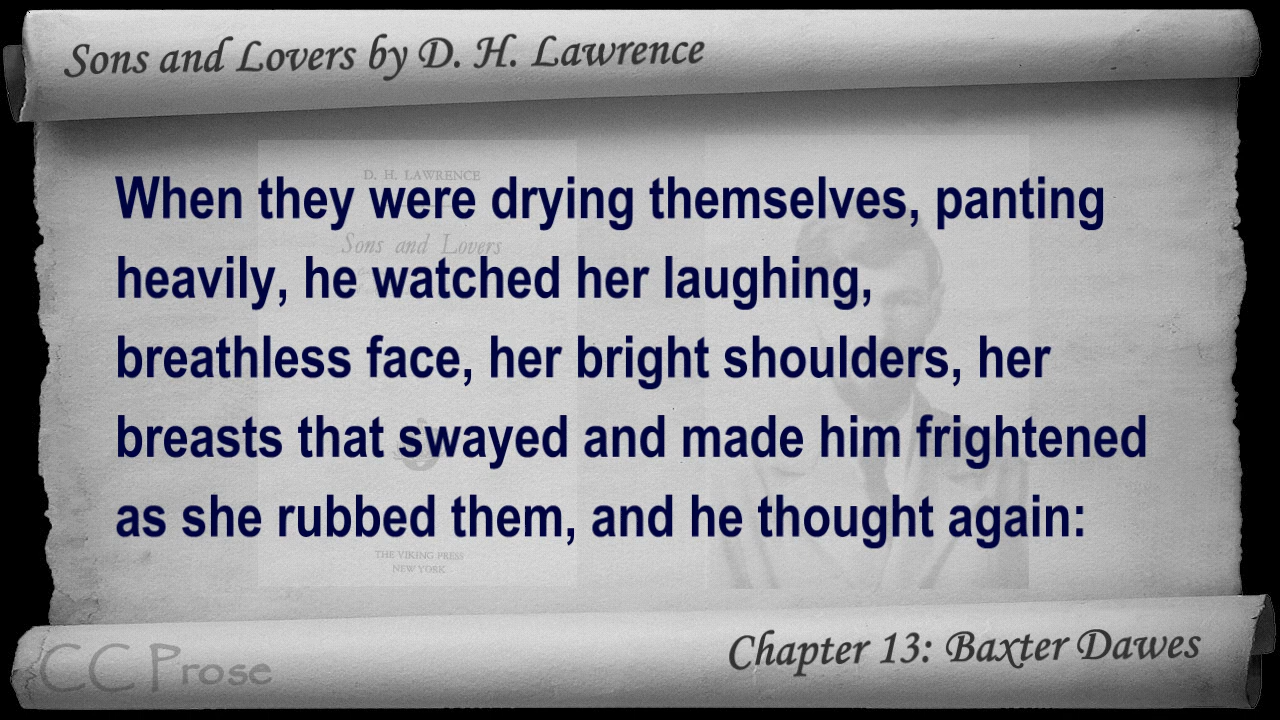 Sons and Lovers by D. H. Lawrence
D. H. LAWRENCE
When they were drying themselves, panting
Sons and Lovers
heavily, he watched her laughing,
breathless face, her bright shoulders, her
breasts that swayed and made him frightened
as she rubbed them, and he thought again:
THE VIKING PRESS
NEW YORK
CC Prose
Chapter 13: Baxter Dawes